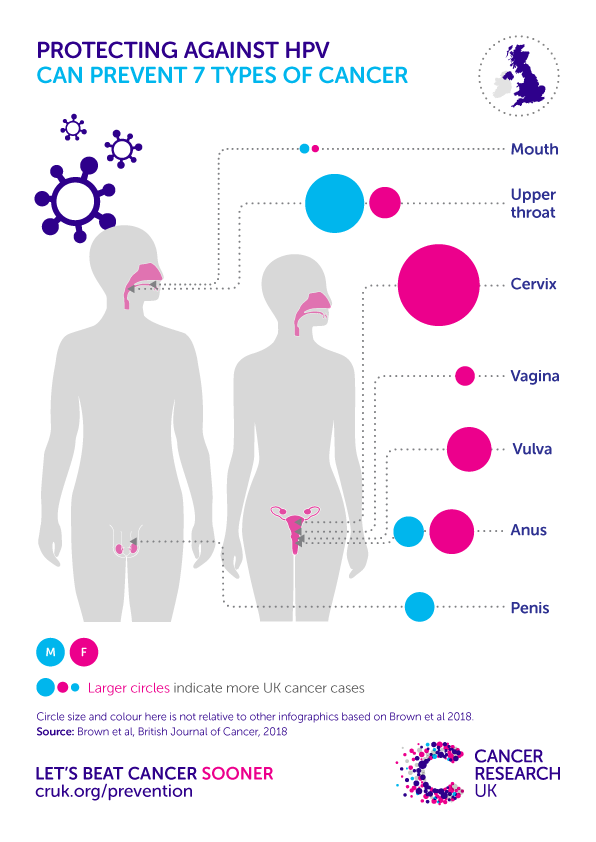 PROTECTING AGAINST HPV
CAN PREVENT 7 TYPES OF CANCER
Mouth
Upper
throat
Cervix
Vagina
Vulva
Anus
Penis
M F
Larger circles indicate more UK cancer cases
Circle size and colour here is not relative to other infographics based on Brown et al 2018.
Source: Brown et al, British Journal of Cancer, 2018
LET'S BEAT CANCER SOONER
cruk.org/prevention
CANCER
RESEARCH
UK